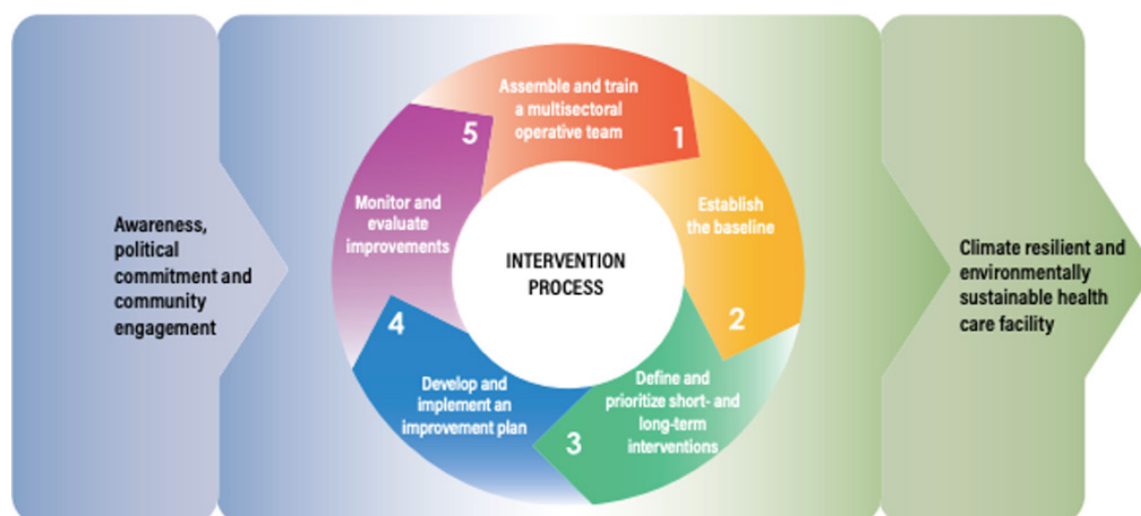 Awareness,
political
commitment and
community
engagement
INTERVENTION
PROCESS
Assemble and train
a multisectoral
operative team
1
Establish
the baseline
2
Define and
prioritize short- and
long-term
interventions
3
Develop and
implement an
improvement plan
4
Monitor and
evaluate
improvements
5
Climate resilient and
environmentally
sustainable health
care facility